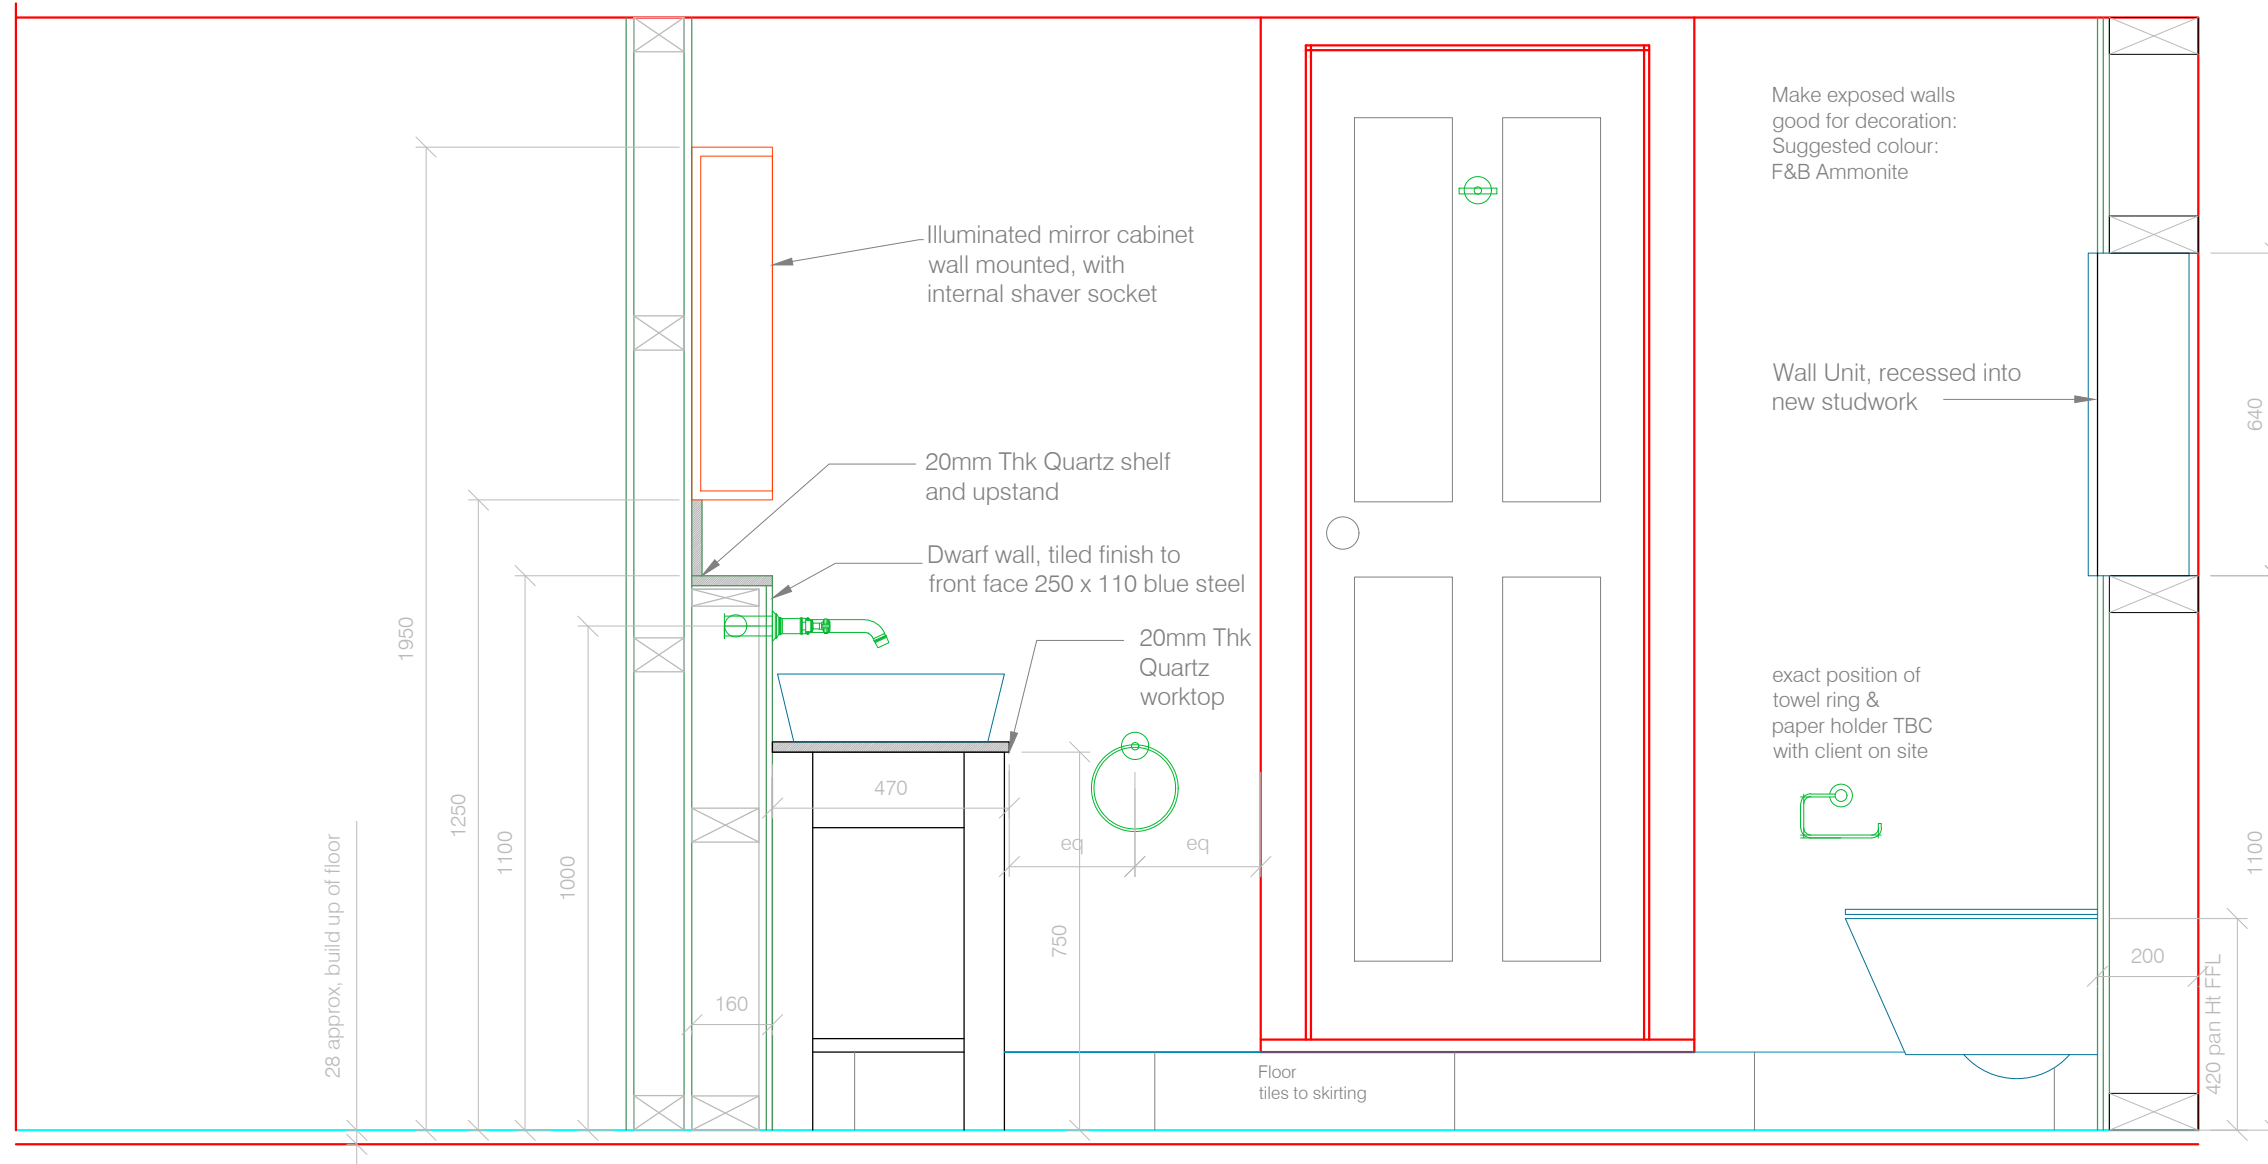 Make exposed walls
good for decoration:
Suggested colour:
F&B Ammonite
Illuminated mirror cabinet
wall mounted, with
internal shaver socket
Wall Unit, recessed into
new studwork
640
20mm Thk Quartz shelf
and upstand
Dwarf wall, tiled finish to
front face 250 x 110 blue steel
1950
20mm Thk
Quartz
worktop
exact position of
towel ring &
paper holder TBC
with client on site
470
1250
1100
1000
eq
eq
1100
28 approx, build up of floor
750
200
420 pan Ht FFL
160
Floor
tiles to skirting